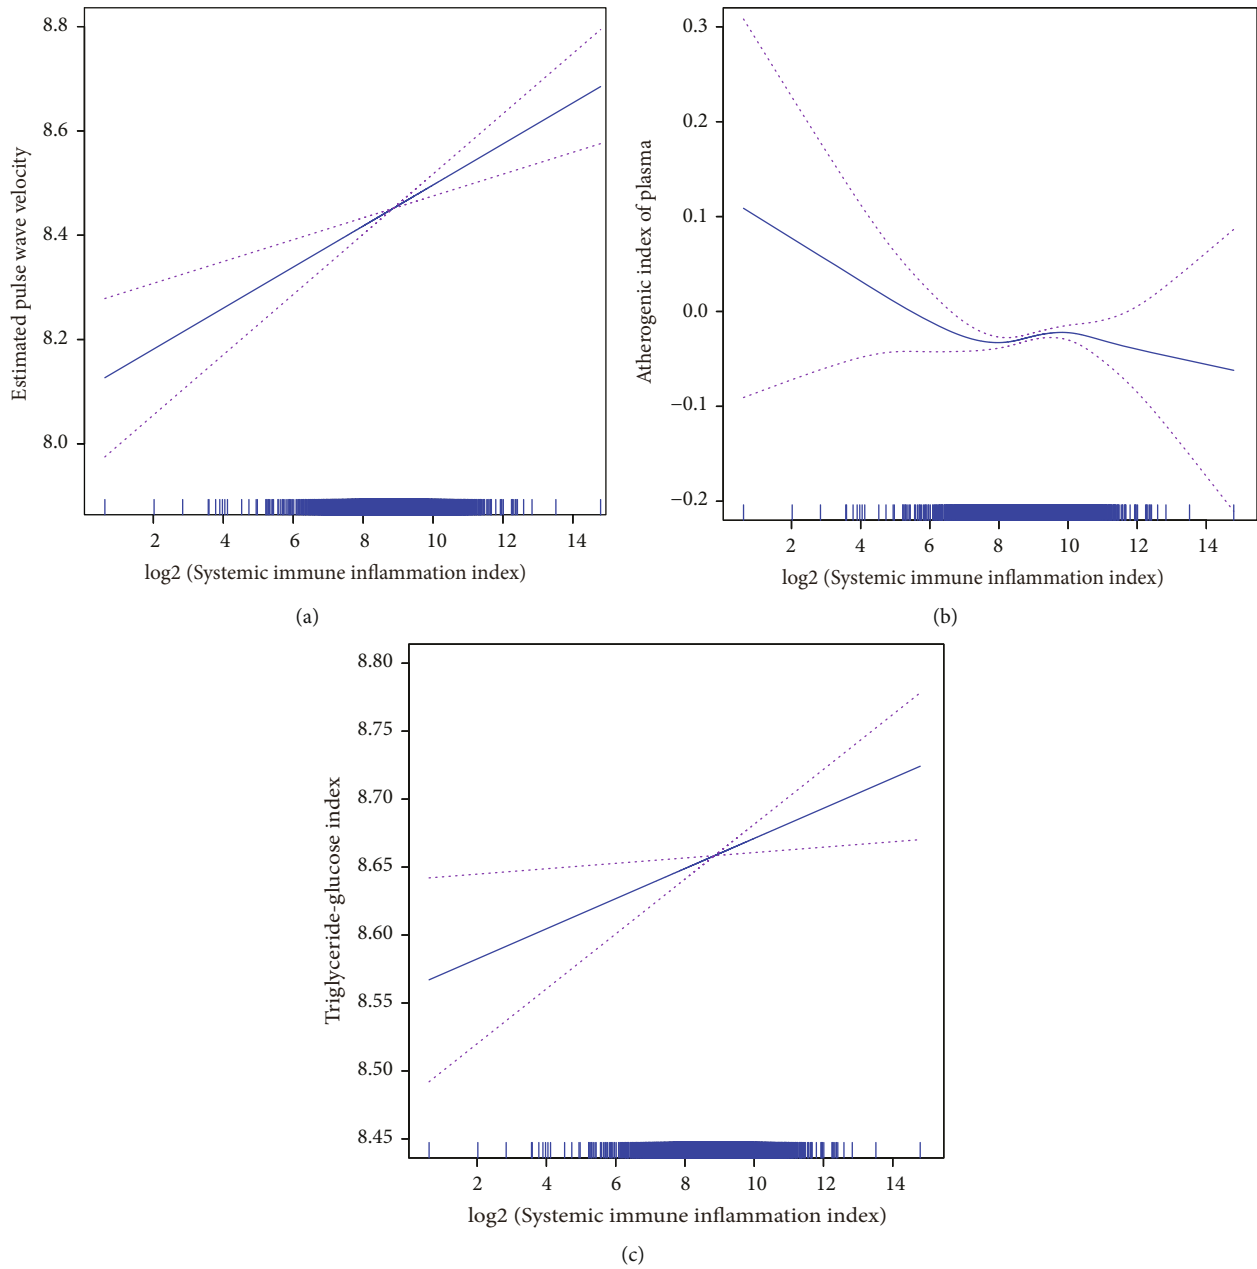 8.8
8.6
8.4
8.2
8.0
Estimated pulse wave velocity
2 4 6 8 10 12 14
log2 (Systemic immune inflammation index)
(a)
0.3
0.2
0.1
0.0
−0.1
−0.2
Atherogenic index of plasma
2 4 6 8 10 12 14
log2 (Systemic immune inflammation index)
(b)
8.80
8.75
8.70
8.65
8.60
8.55
8.50
8.45
Triglyceride-glucose index
2 4 6 8 10 12 14
log2 (Systemic immune inflammation index)
(c)